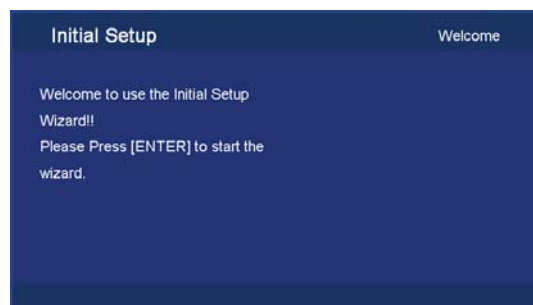 Initial Setup
Welcome
Welcome to use the Initial Setup
Wizard!!
Please Press [ENTER] to start the
wizard.